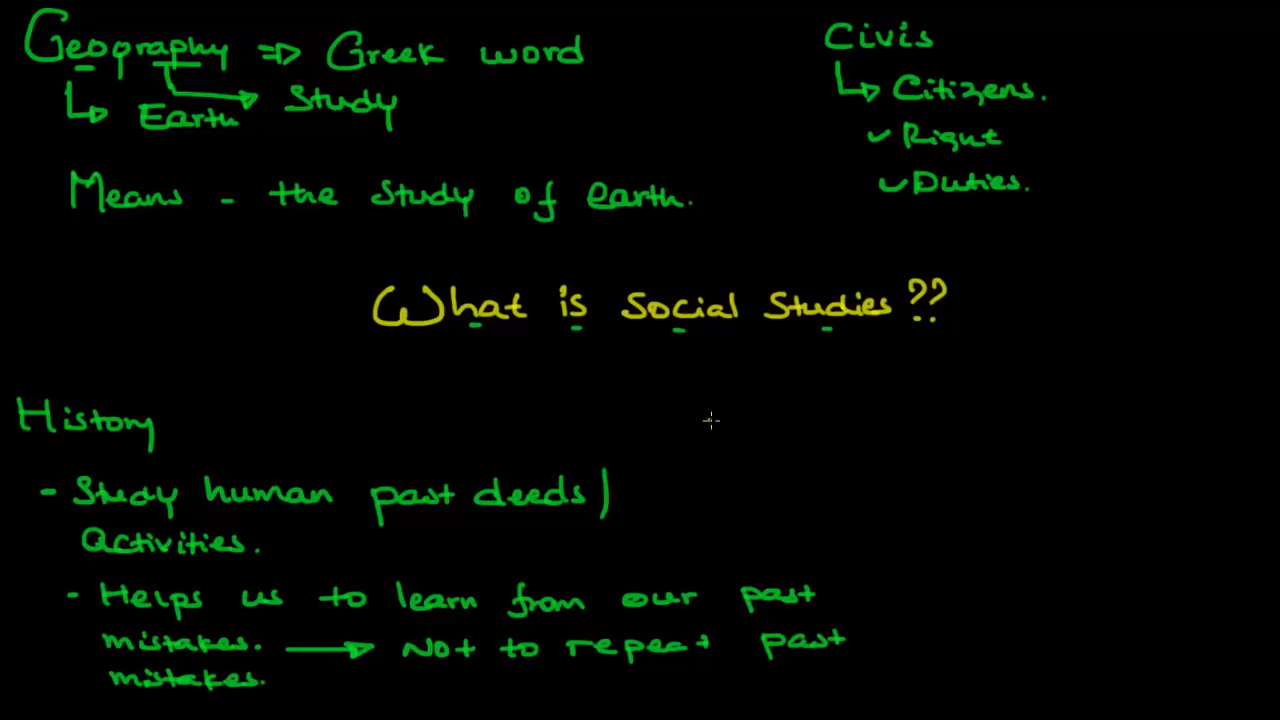 Geography ⇒ Greek word
Earth
Study
Means - the study of earth.
Civis
Citizens.
✓ Right
✓ Duties.
What is Social Studies??
History
- Study human past deeds/
Activities.
- Helps us to learn from our past
mistakes. → Not to repeat past
mistakes.